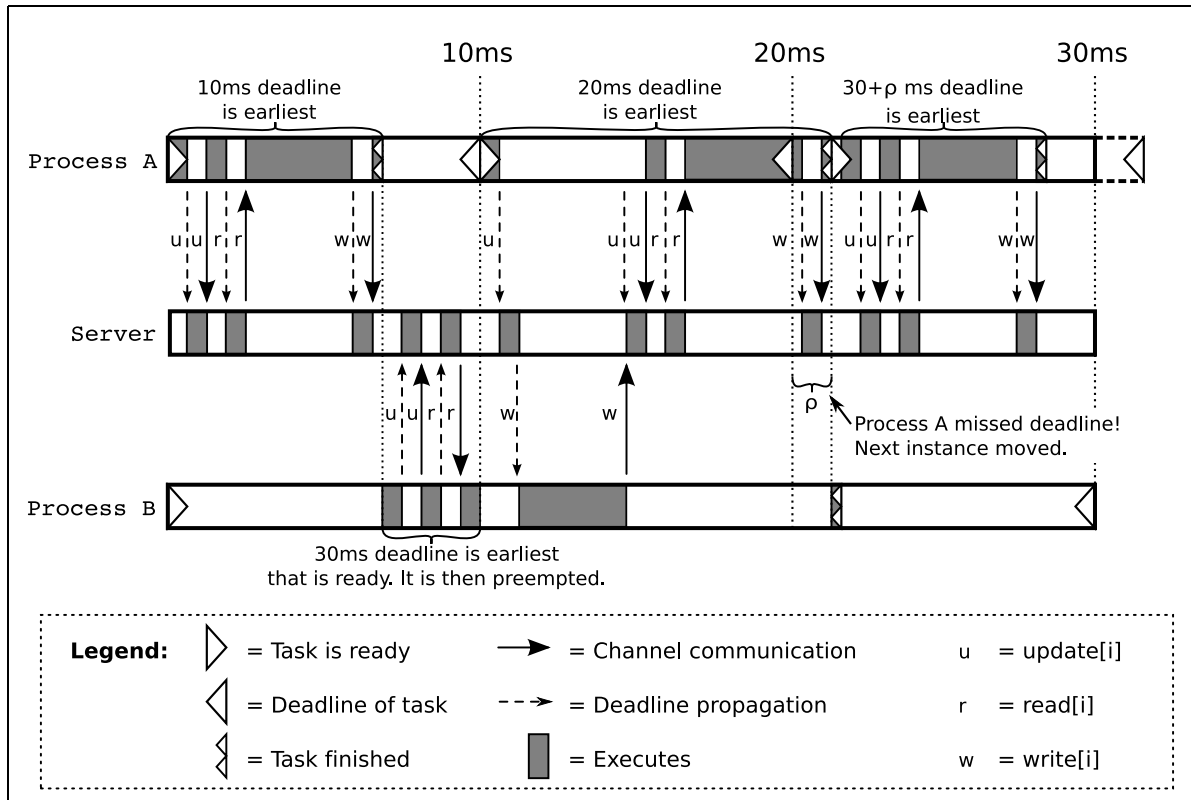 10ms 20ms 30ms
10ms deadline
is earliest
20ms deadline
is earliest
30+ρ ms deadline
is earliest
Process A
u u r r w w u u u r r w w u u r r w w
Server
u u r r w w
ρ
Process A missed deadline!
Next instance moved.
Process B
30ms deadline is earliest
that is ready. It is then preempted.
Legend: = Task is ready = Channel communication u = update[i]
= Deadline of task = Deadline propagation r = read[i]
= Task finished = Executes w = write[i]